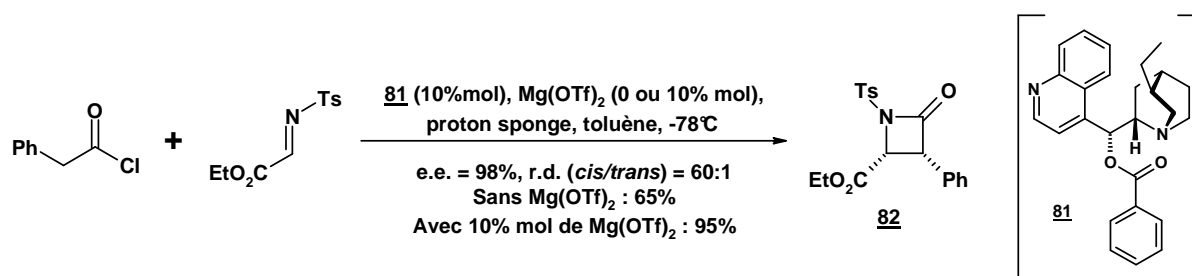 Ph
O
Cl
+
N
Ts
EtO₂C
81 (10%mol), Mg(OTf)₂ (0 ou 10% mol),
proton sponge, toluène, -78°C
e.e. = 98%, r.d. (cis/trans) = 60:1
Sans Mg(OTf)₂ : 65%
Avec 10% mol de Mg(OTf)₂ : 95%
Ts
N
O
EtO₂C
Ph
82
N
N
H
O
O
81